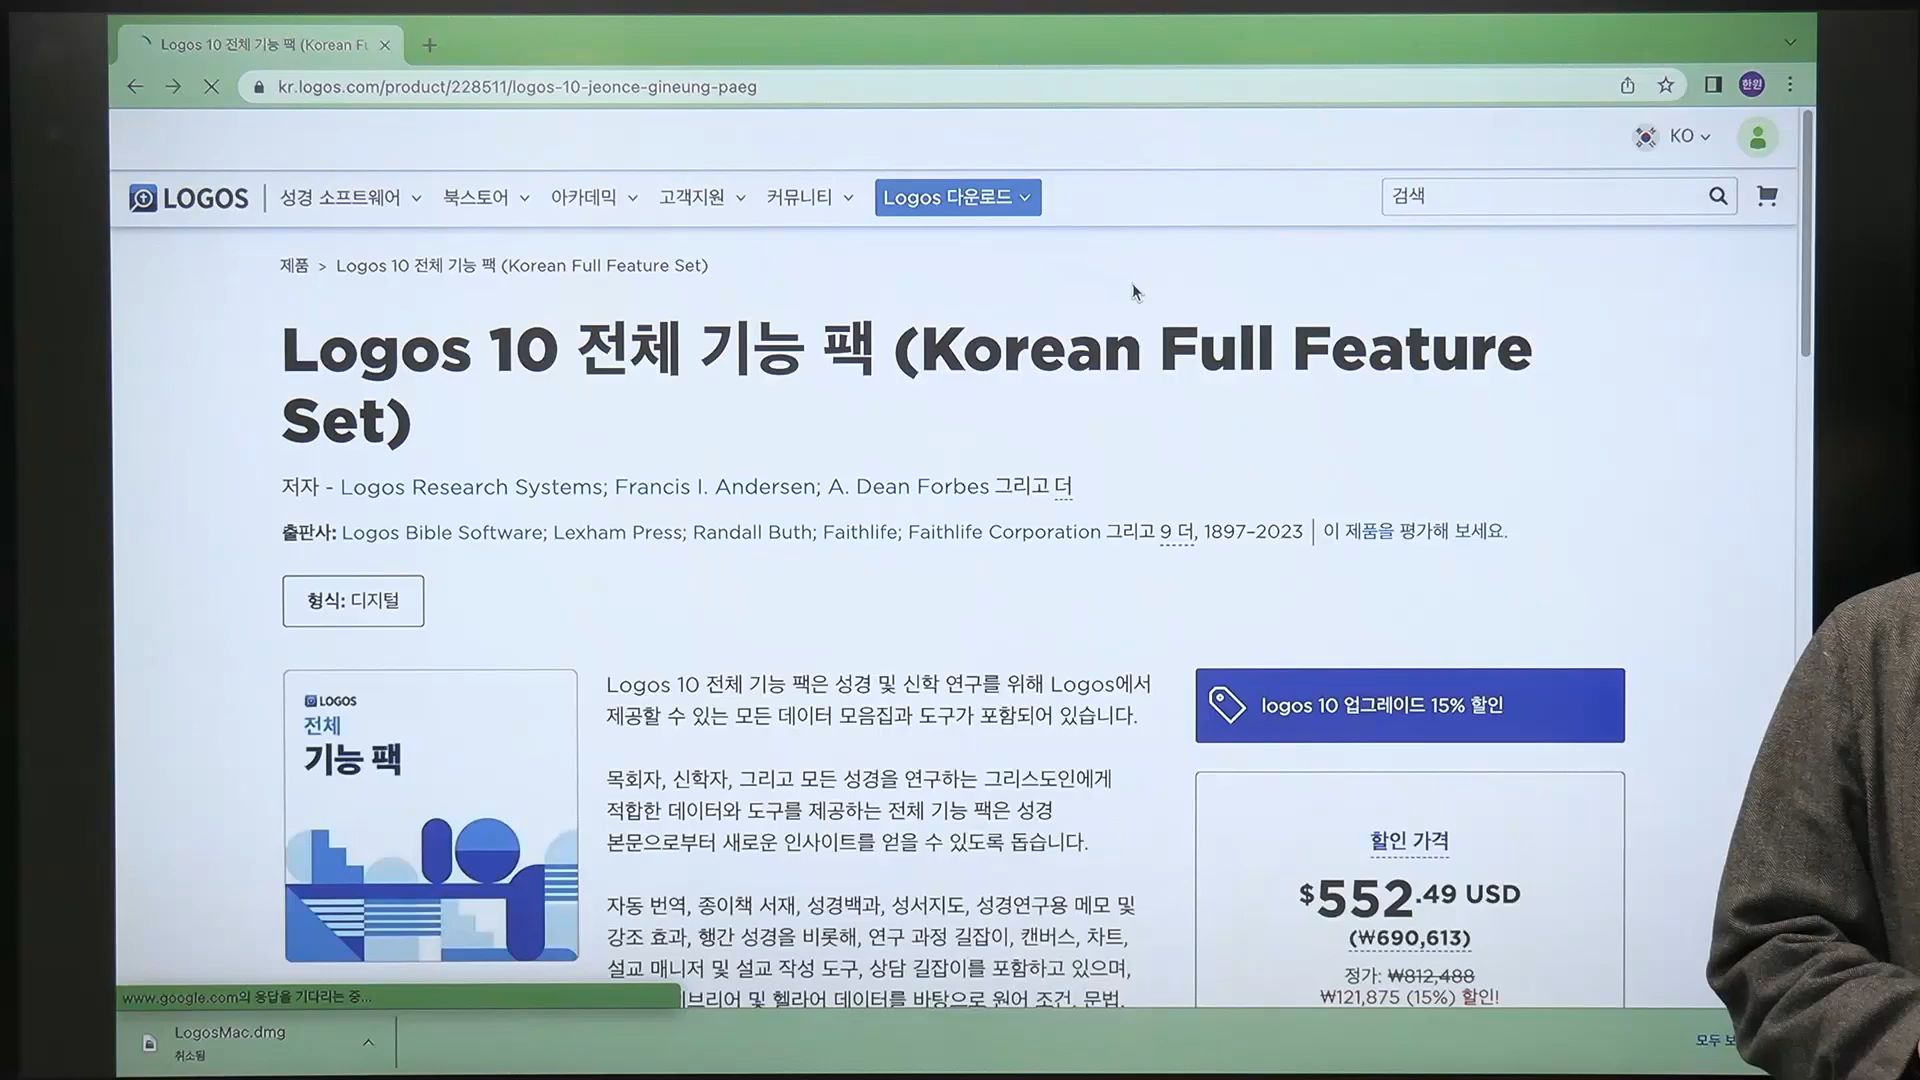 Logos 10 전체 기능 팩 (Korean Fu
kr.logos.com/product/228511/logos-10-jeonce-gineung-paeg
한원
KO
LOGOS
성경 소프트웨어
북스토어
아카데믹
고객지원
커뮤니티
Logos 다운로드
검색
제품 > Logos 10 전체 기능 팩 (Korean Full Feature Set)
Logos 10 전체 기능 팩 (Korean Full Feature
Set)
저자 - Logos Research Systems; Francis I. Andersen; A. Dean Forbes 그리고 더
출판사: Logos Bible Software; Lexham Press; Randall Buth; Faithlife; Faithlife Corporation 그리고 9 더, 1897–2023 | 이 제품을 평가해 보세요.
형식: 디지털
LOGOS
전체
기능 팩
Logos 10 전체 기능 팩은 성경 및 신학 연구를 위해 Logos에서
제공할 수 있는 모든 데이터 모음집과 도구가 포함되어 있습니다.
목회자, 신학자, 그리고 모든 성경을 연구하는 그리스도인에게
적합한 데이터와 도구를 제공하는 전체 기능 팩은 성경
본문으로부터 새로운 인사이트를 얻을 수 있도록 돕습니다.
자동 번역, 종이책 서재, 성경백과, 성서지도, 성경연구용 메모 및
강조 효과, 행간 성경을 비롯해, 연구 과정 길잡이, 캔버스, 차트,
설교 매니저 및 설교 작성 도구, 상담 길잡이를 포함하고 있으며,
브리어 및 헬라어 데이터를 바탕으로 원어 조건, 문법,
logos 10 업그레이드 15% 할인
할인 가격
$552.49 USD
(₩690,613)
정가: ₩812,488
₩121,875 (15%) 할인!
www.google.com의 응답을 기다리는 중...
LogosMac.dmg
취소됨
모두 보